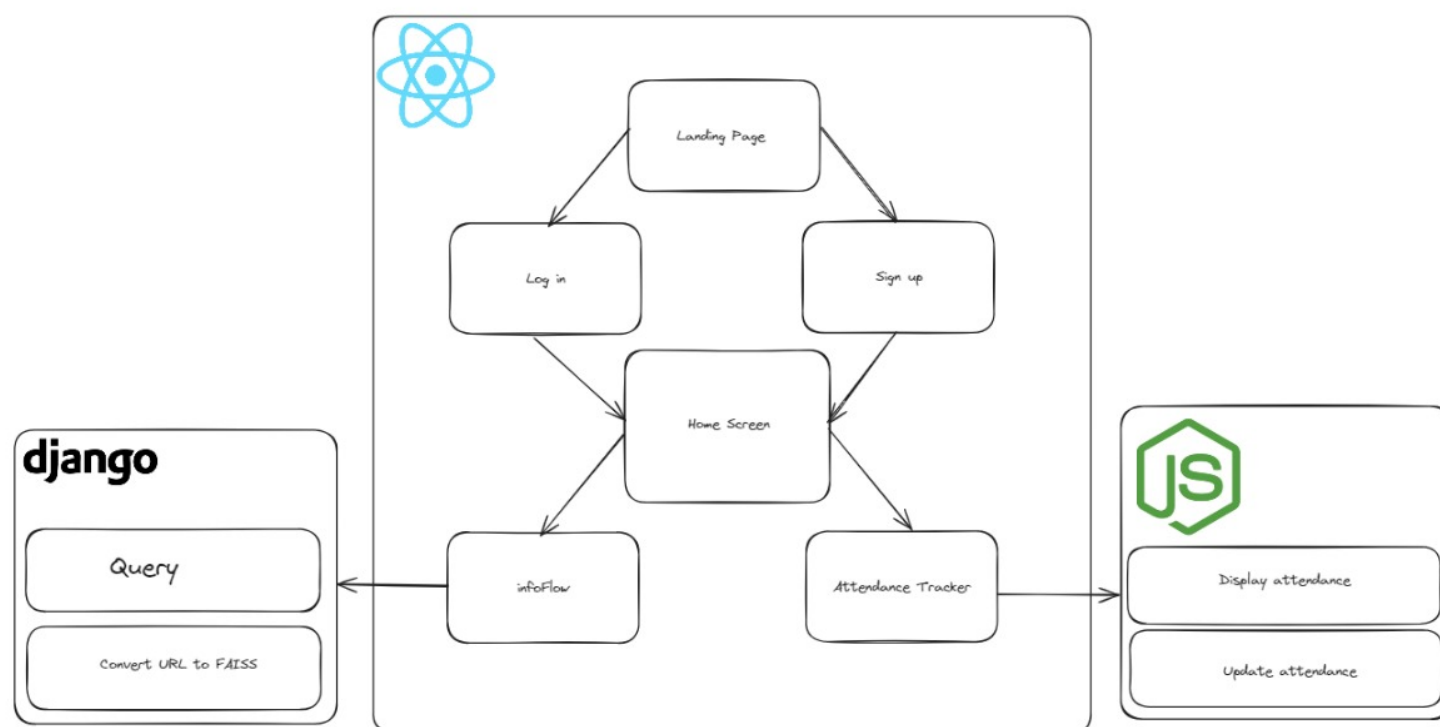 Landing Page
Log in
Sign up
Home Screen
django
JS
Query
infoFlow
Attendance Tracker
Display attendance
Convert URL to FAISS
Update attendance